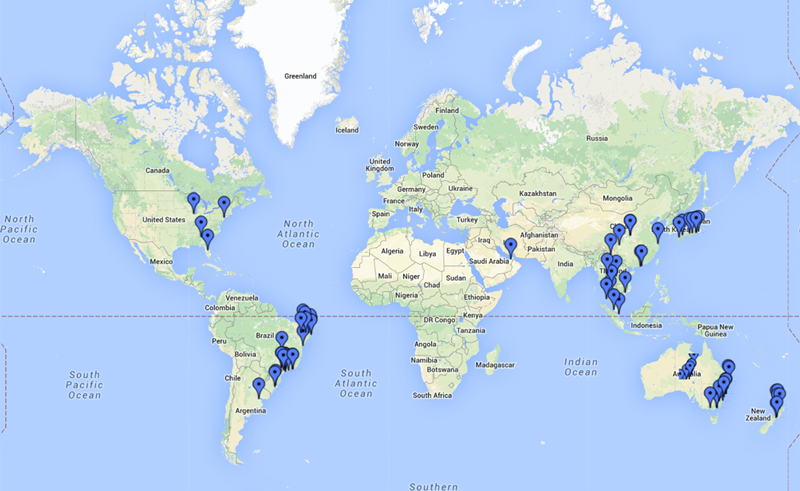 Greenland
Iceland
Finland
Sweden
Norway
Russia
Canada
United
Kingdom
Poland
Germany
Ukraine
Kazakhstan
Mongolia
France
Italy
Spain
Turkey
North
Pacific
Ocean
United States
North
Atlantic
Ocean
Iraq
Afghanistan
Pakistan
Algeria
Libya
Egypt
Saudi Arabia
India
Mexico
Mali
Niger
Sudan
Chad
Nigeria
Ethiopia
Venezuela
Colombia
DR Congo
Kenya
Indonesia
Papua New
Guinea
Tanzania
Brazil
Peru
Angola
Bolivia
Namibia
Madagascar
Botswana
South
Pacific
Ocean
Chile
South
Atlantic
Ocean
Indian
Ocean
South Africa
Argentina
New
Zealand
Southern